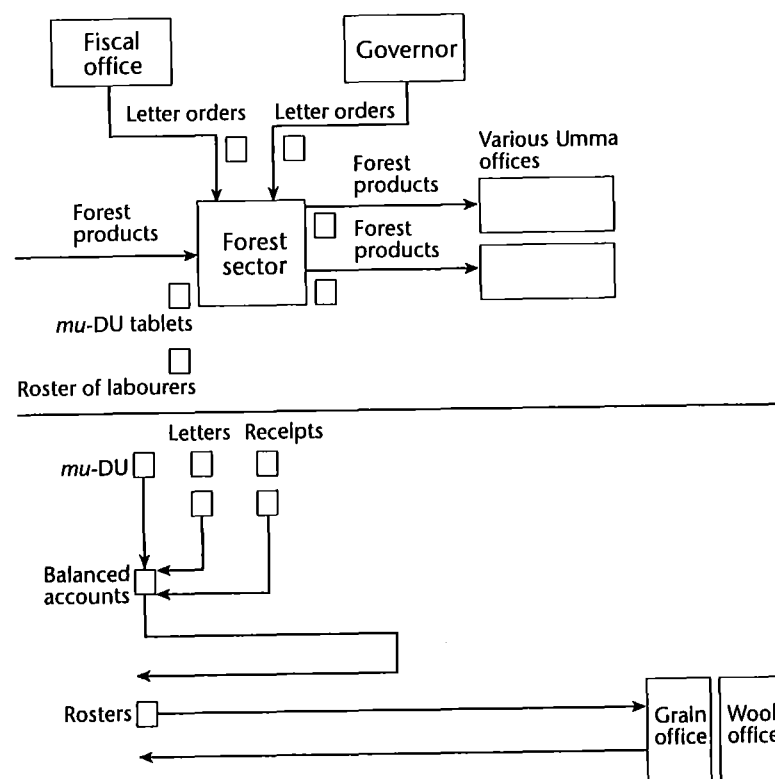 Fiscal
office
Governor
Letter orders
Letter orders
Various Umma
offices
Forest
products
Forest
products
Forest
sector
Forest
products
mu-DU tablets
Roster of labourers
Letters
Receipts
mu-DU
Balanced
accounts
Rosters
Grain
office
Wool
office